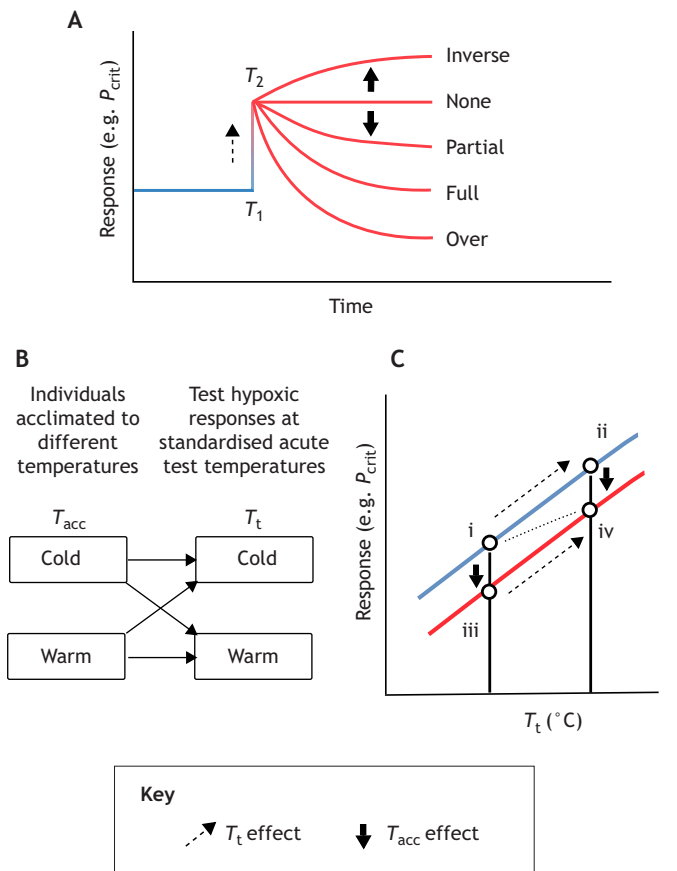 A
Response (e.g. Pcrit)
T2
T1
Inverse
None
Partial
Full
Over
Time
B
Individuals
acclimated to
different
temperatures
Test hypoxic
responses at
standardised acute
test temperatures
Tacc
Tt
Cold
Cold
Warm
Warm
C
Response (e.g. Pcrit)
i
ii
iii
iv
Tt (°C)
Key
Tt effect
Tacc effect